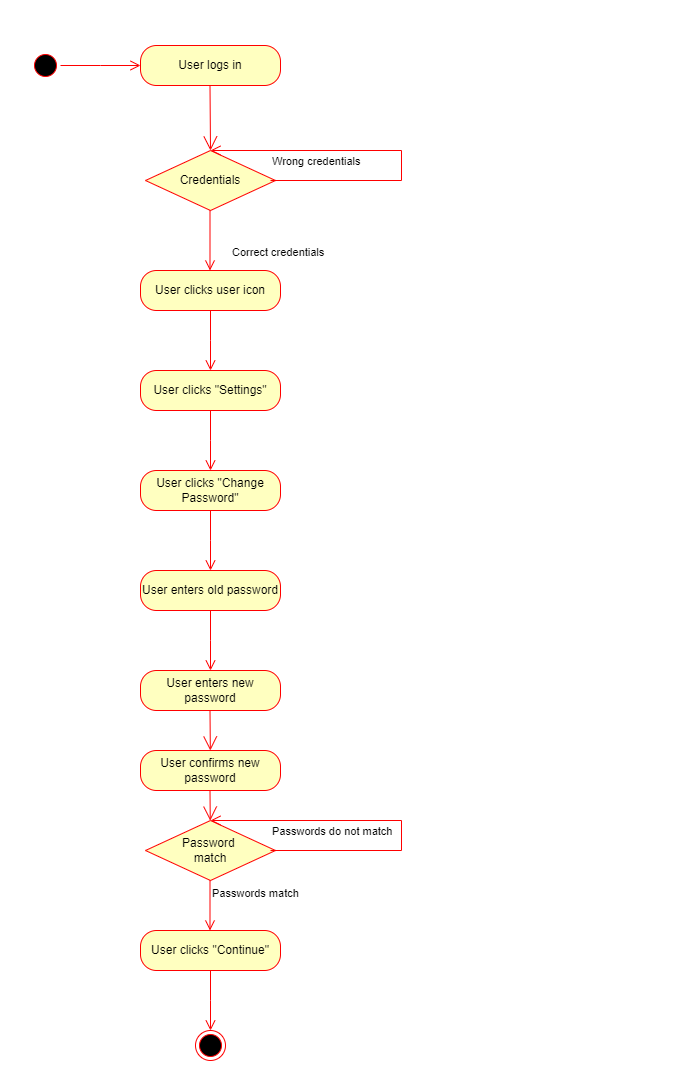 User logs in
Wrong credentials
Credentials
Correct credentials
User clicks user icon
User clicks "Settings"
User clicks "Change
Password"
User enters old password
User enters new
password
User confirms new
password
Passwords do not match
Password
match
Passwords match
User clicks "Continue"